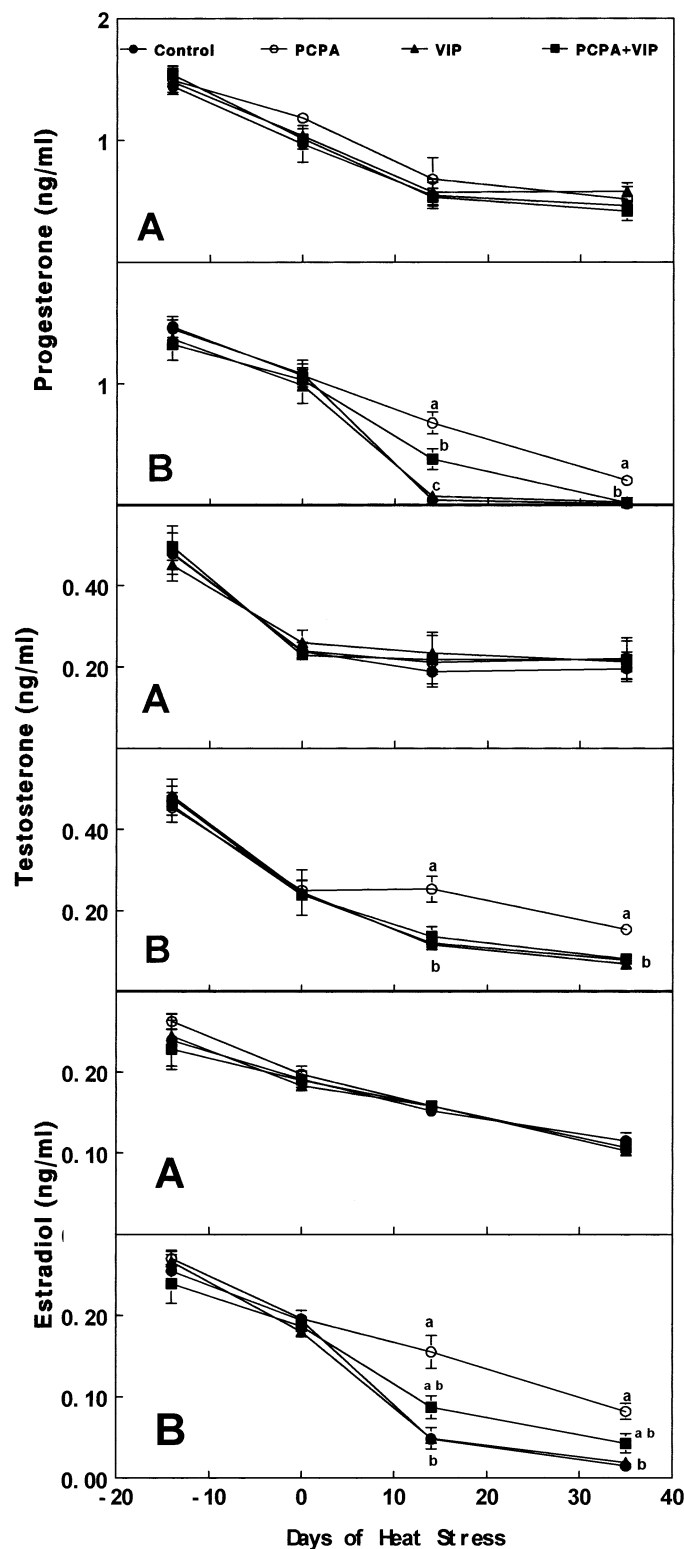 2
Control PCPA VIP PCPA+VIP
Progesterone (ng/ml)
1
A
1
a
b
a
B
c
b
Testosterone (ng/ml)
0.40
0.20
A
0.40
a
0.20
a
B
b
b
Estradiol (ng/ml)
0.20
0.10
A
0.20
a
a b
a
0.10
B
a b
b
b
0.00
-20 -10 0 10 20 30 40
Days of Heat Stress